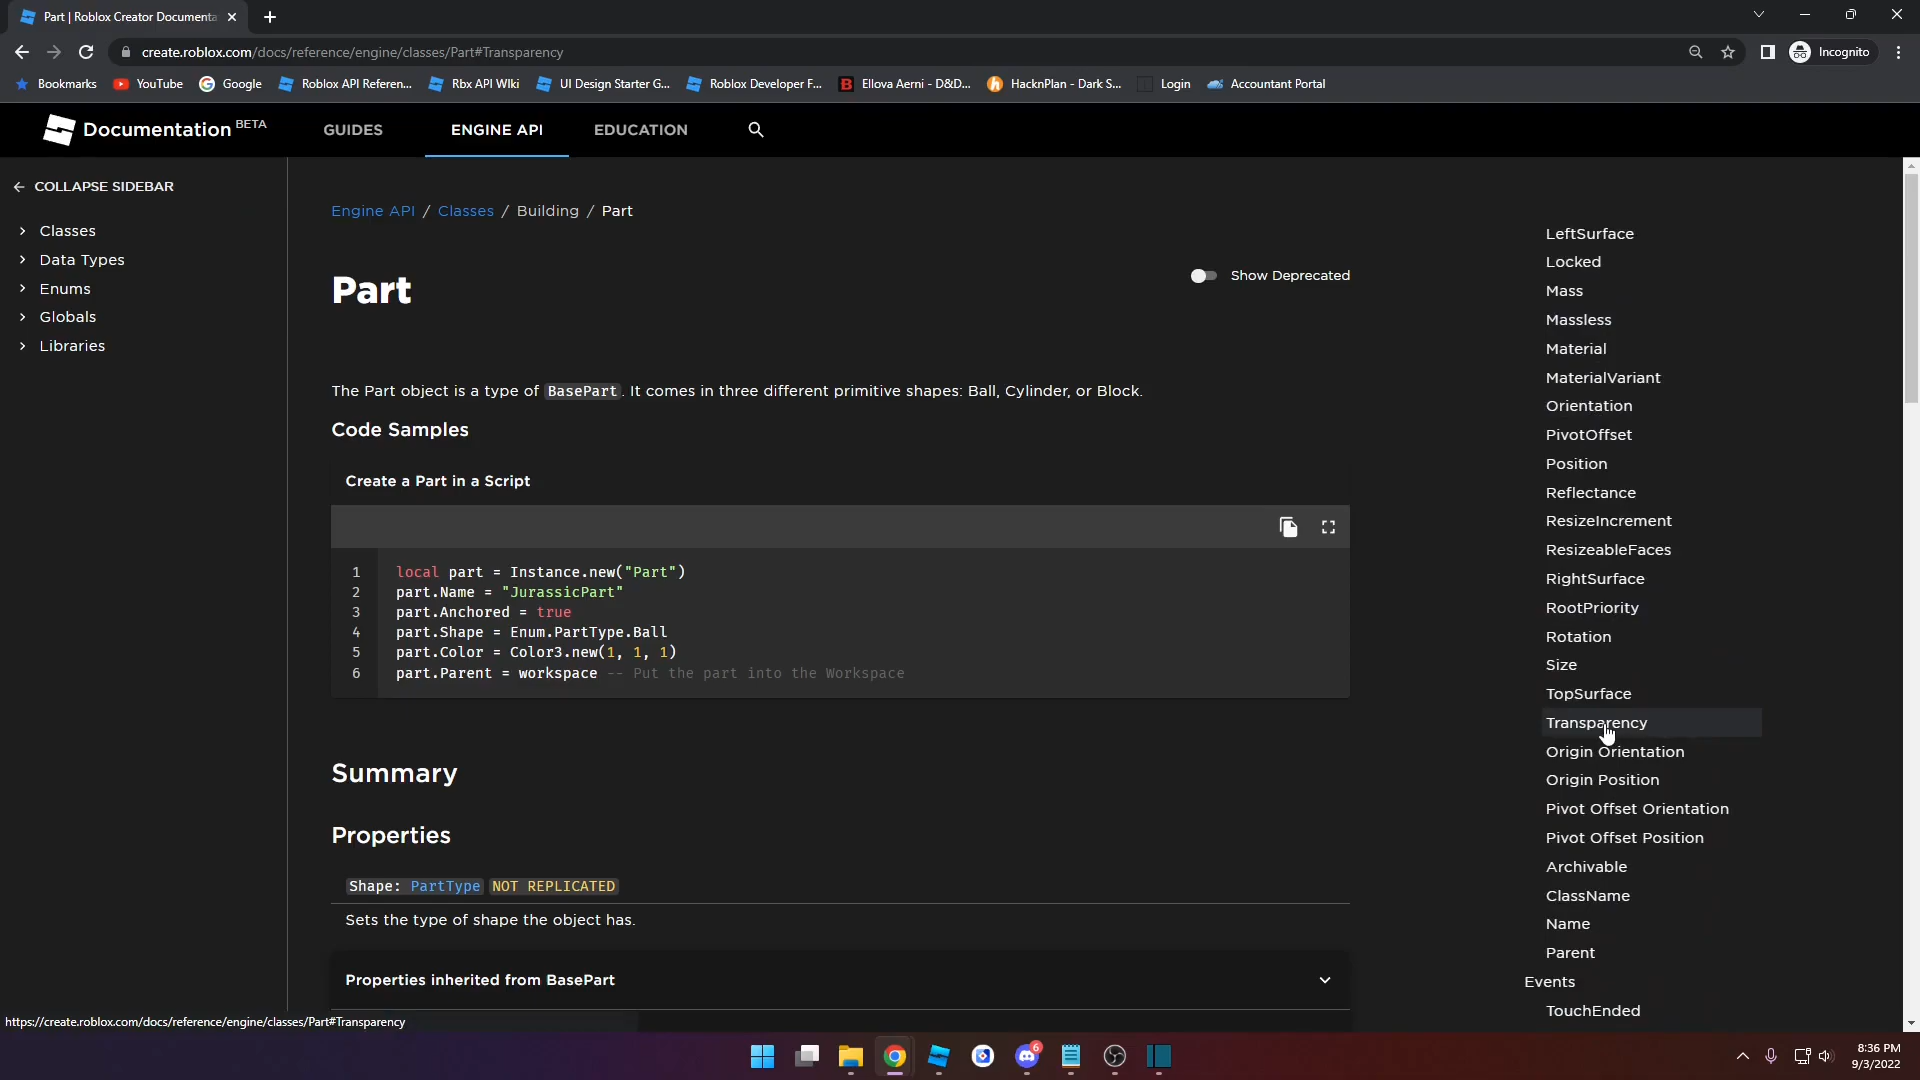 Part | Roblox Creator Documenta
create.roblox.com/docs/reference/engine/classes/Part#Transparency
Incognito
Bookmarks
YouTube
Google
Roblox API Referen...
Rbx API WIki
UI Design Starter G...
Roblox Developer F...
Ellova Aerni - D&D...
HacknPlan - Dark S...
Login
Accountant Portal
Documentation BETA
GUIDES
ENGINE API
EDUCATION
COLLAPSE SIDEBAR
Classes
Data Types
Enums
Globals
Libraries
Engine API / Classes / Building / Part
Part
Show Deprecated
The Part object is a type of BasePart. It comes in three different primitive shapes: Ball, Cylinder, or Block.
Code Samples
Create a Part in a Script
1 local part = Instance.new("Part")
2 part.Name = "JurassicPart"
3 part.Anchored = true
4 part.Shape = Enum.PartType.Ball
5 part.Color = Color3.new(1, 1, 1)
6 part.Parent = workspace -- Put the part into the Workspace
Summary
Properties
Shape: PartType NOT REPLICATED
Sets the type of shape the object has.
Properties inherited from BasePart
LeftSurface
Locked
Mass
Massless
Material
MaterialVariant
Orientation
PivotOffset
Position
Reflectance
ResizeIncrement
ResizeableFaces
RightSurface
RootPriority
Rotation
Size
TopSurface
Transparency
Origin Orientation
Origin Position
Pivot Offset Orientation
Pivot Offset Position
Archivable
ClassName
Name
Parent
Events
TouchEnded
https://create.roblox.com/docs/reference/engine/classes/Part#Transparency
6
8:36 PM
9/3/2022